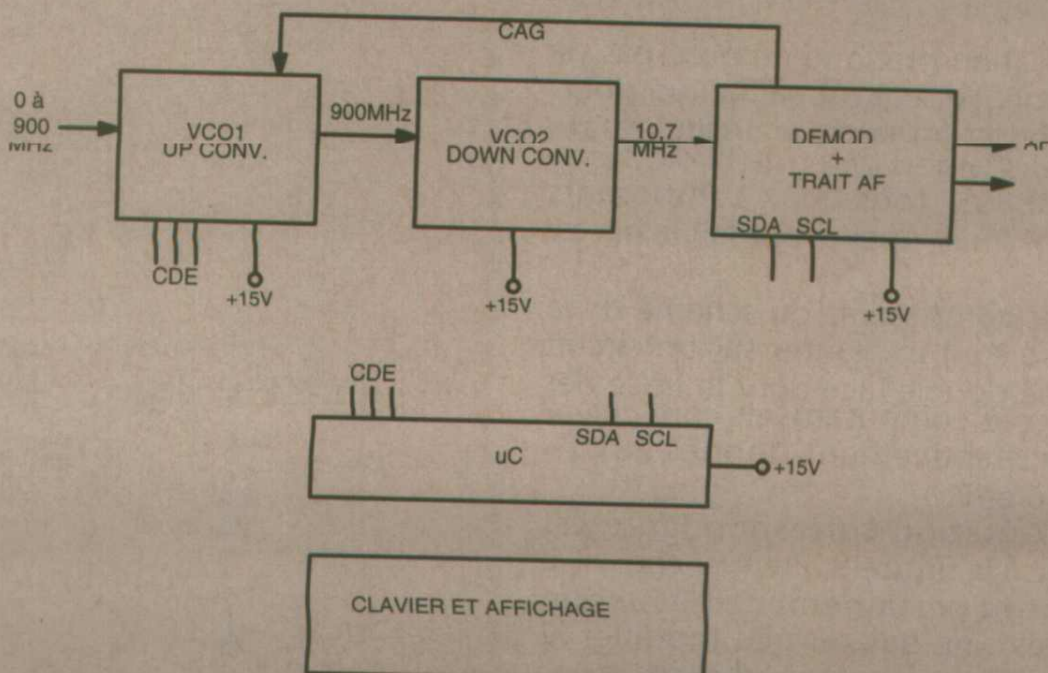 CAG
0 à
900
MHz
VCO1
UP CONV.
900MHz
VCO2
DOWN CONV.
10,7
MHz
DEMOD
+
TRAIT AF
SDA SCL
CDE
+15V
+15V
+15V
CDE
SDA SCL
uC
+15V
CLAVIER ET AFFICHAGE